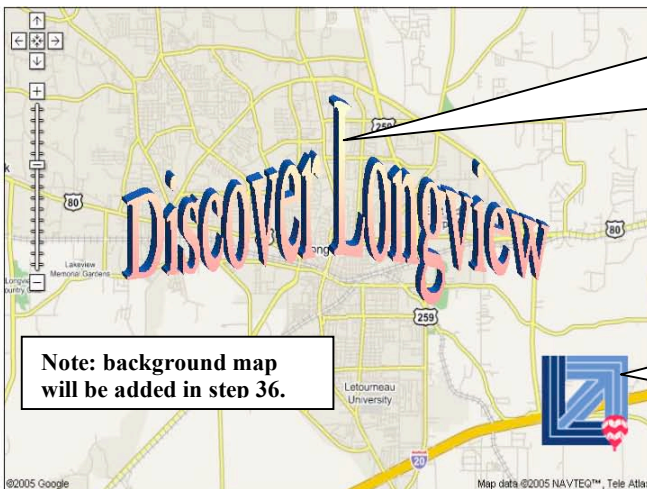 259
Discover Longview
80
80
Long
Lakeview
Memorial Gardens
259
Note: background map
will be added in step 36.
Letourneau
University
20
©2005 Google
Map data ©2005 NAVTEQ™, Tele Atlas